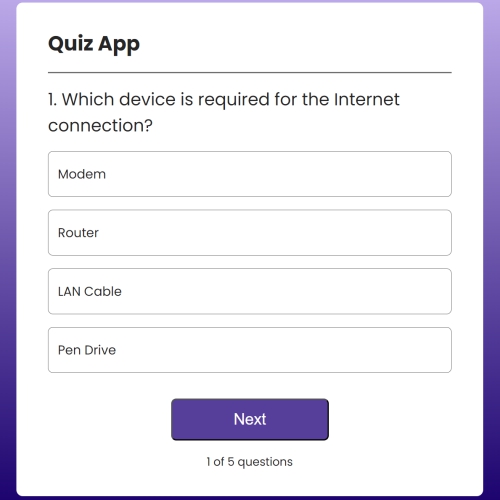 Quiz App
1. Which device is required for the Internet
connection?
Modem
Router
LAN Cable
Pen Drive
Next
1 of 5 questions